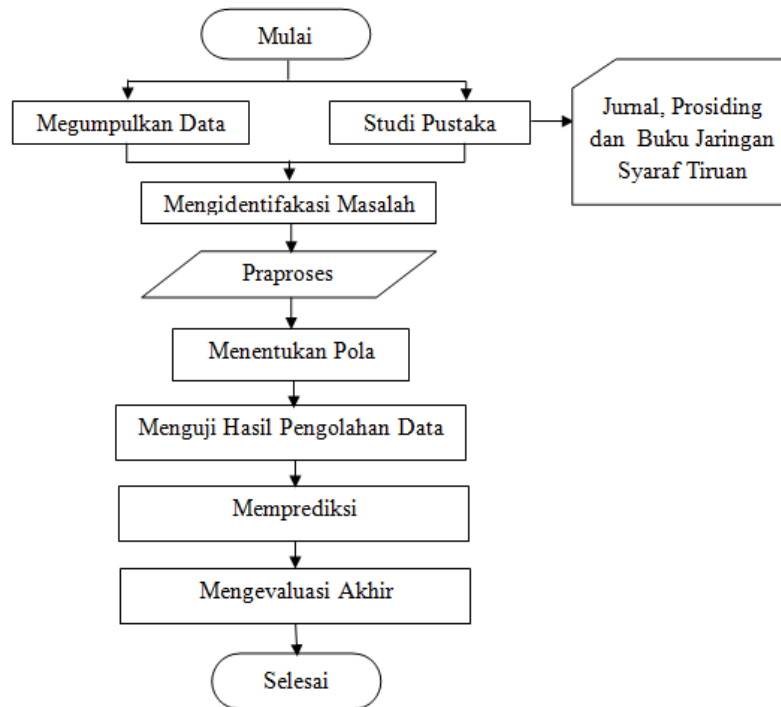 Mulai
Megumpulkan Data
Studi Pustaka
Jurnal, Prosiding
dan Buku Jaringan
Syaraf Tiruan
Mengidentifakasi Masalah
Praproses
Menentukan Pola
Menguji Hasil Pengolahan Data
Memprediksi
Mengevaluasi Akhir
Selesai